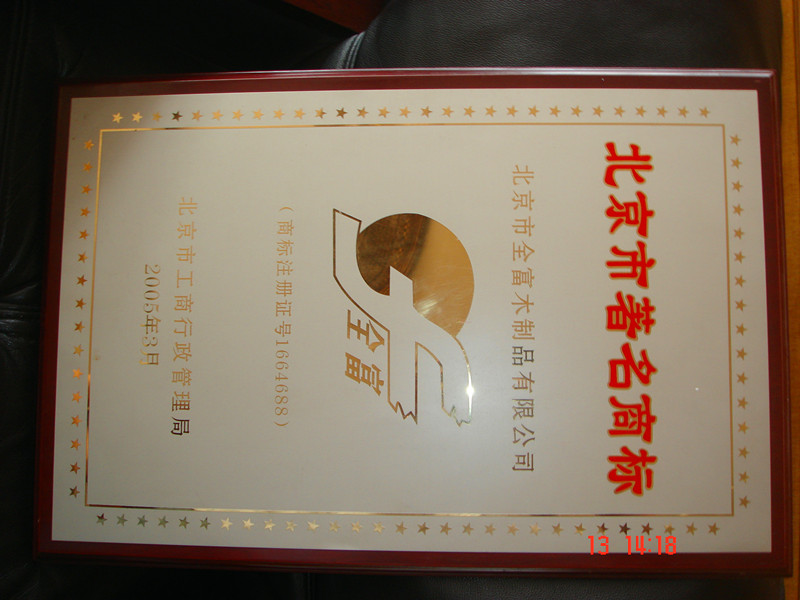 北京市著名商标
北京市全富木制品有限公司
全富
(商标注册证号1664688)
北京市工商行政管理局
2005年3月
13 14:18